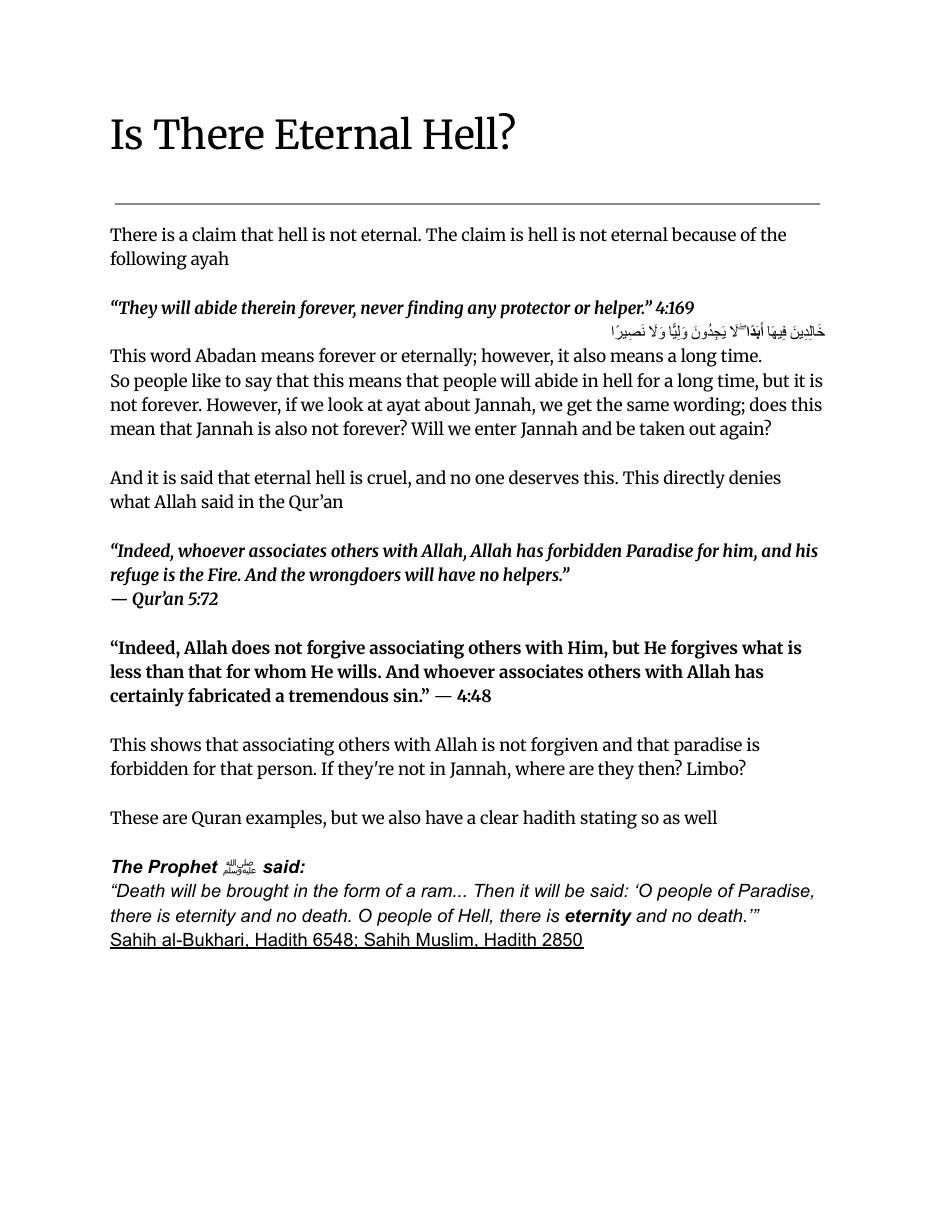 Is There Eternal Hell?
There is a claim that hell is not eternal. The claim is hell is not eternal because of the
following ayah
“They will abide therein forever, never finding any protector or helper.” 4:169
خَالِدِينَ فِيهَا أَبَدًا ۖ لَّا يَجِدُونَ وَلِيًّا وَلَا نَصِيرًا
This word Abadan means forever or eternally; however, it also means a long time.
So people like to say that this means that people will abide in hell for a long time, but it is
not forever. However, if we look at ayat about Jannah, we get the same wording; does this
mean that Jannah is also not forever? Will we enter Jannah and be taken out again?
And it is said that eternal hell is cruel, and no one deserves this. This directly denies
what Allah said in the Qur’an
“Indeed, whoever associates others with Allah, Allah has forbidden Paradise for him, and his
refuge is the Fire. And the wrongdoers will have no helpers.”
— Qur’an 5:72
“Indeed, Allah does not forgive associating others with Him, but He forgives what is
less than that for whom He wills. And whoever associates others with Allah has
certainly fabricated a tremendous sin.” — 4:48
This shows that associating others with Allah is not forgiven and that paradise is
forbidden for that person. If they're not in Jannah, where are they then? Limbo?
These are Quran examples, but we also have a clear hadith stating so as well
The Prophet ﷺ said:
“Death will be brought in the form of a ram... Then it will be said: ‘O people of Paradise,
there is eternity and no death. O people of Hell, there is eternity and no death.’”
Sahih al-Bukhari, Hadith 6548; Sahih Muslim, Hadith 2850